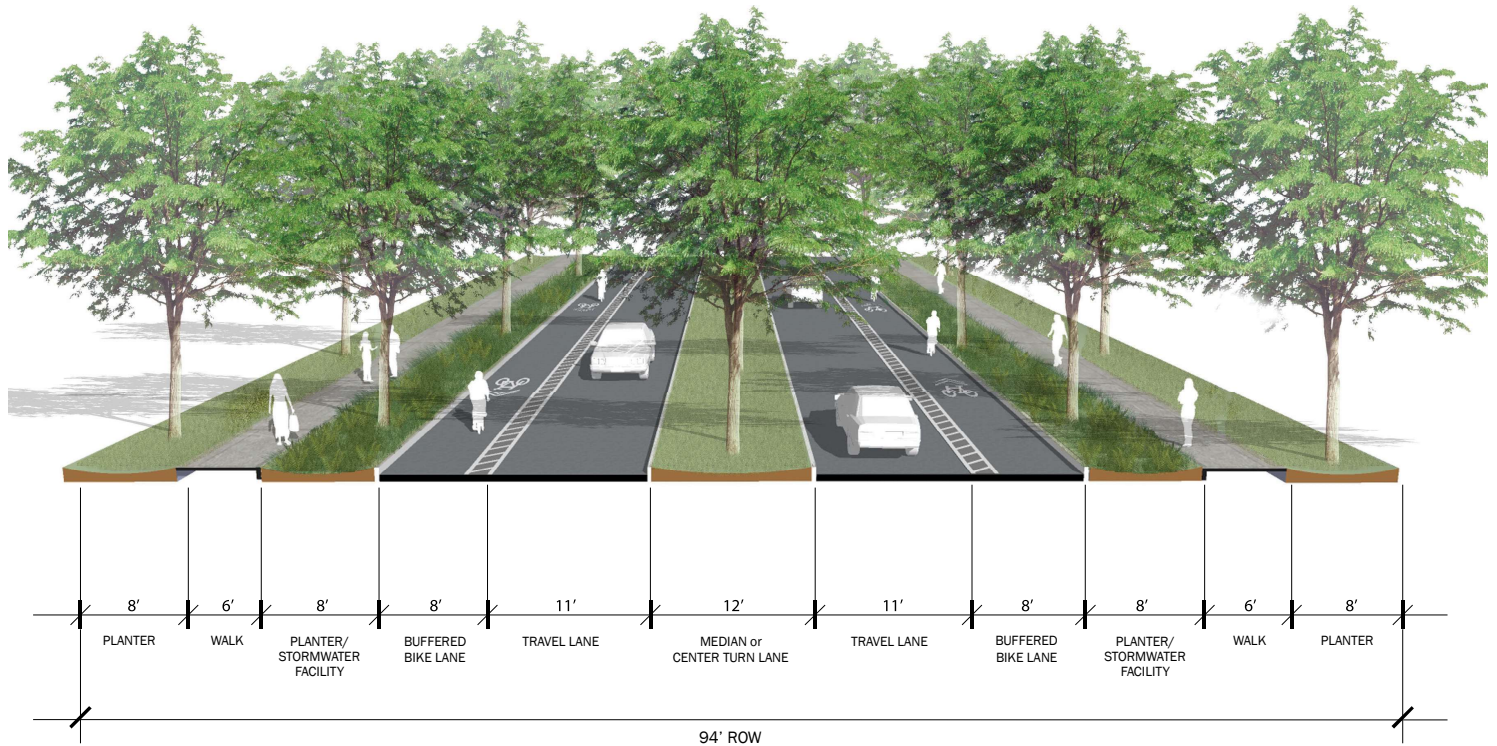 8' 6' 8' 8' 11' 12' 11' 8' 8' 6' 8'
PLANTER
WALK
PLANTER/
STORMWATER
FACILITY
BUFFERED
BIKE LANE
TRAVEL LANE
MEDIAN or
CENTER TURN LANE
TRAVEL LANE
BUFFERED
BIKE LANE
PLANTER/
STORMWATER
FACILITY
WALK
PLANTER
94' ROW